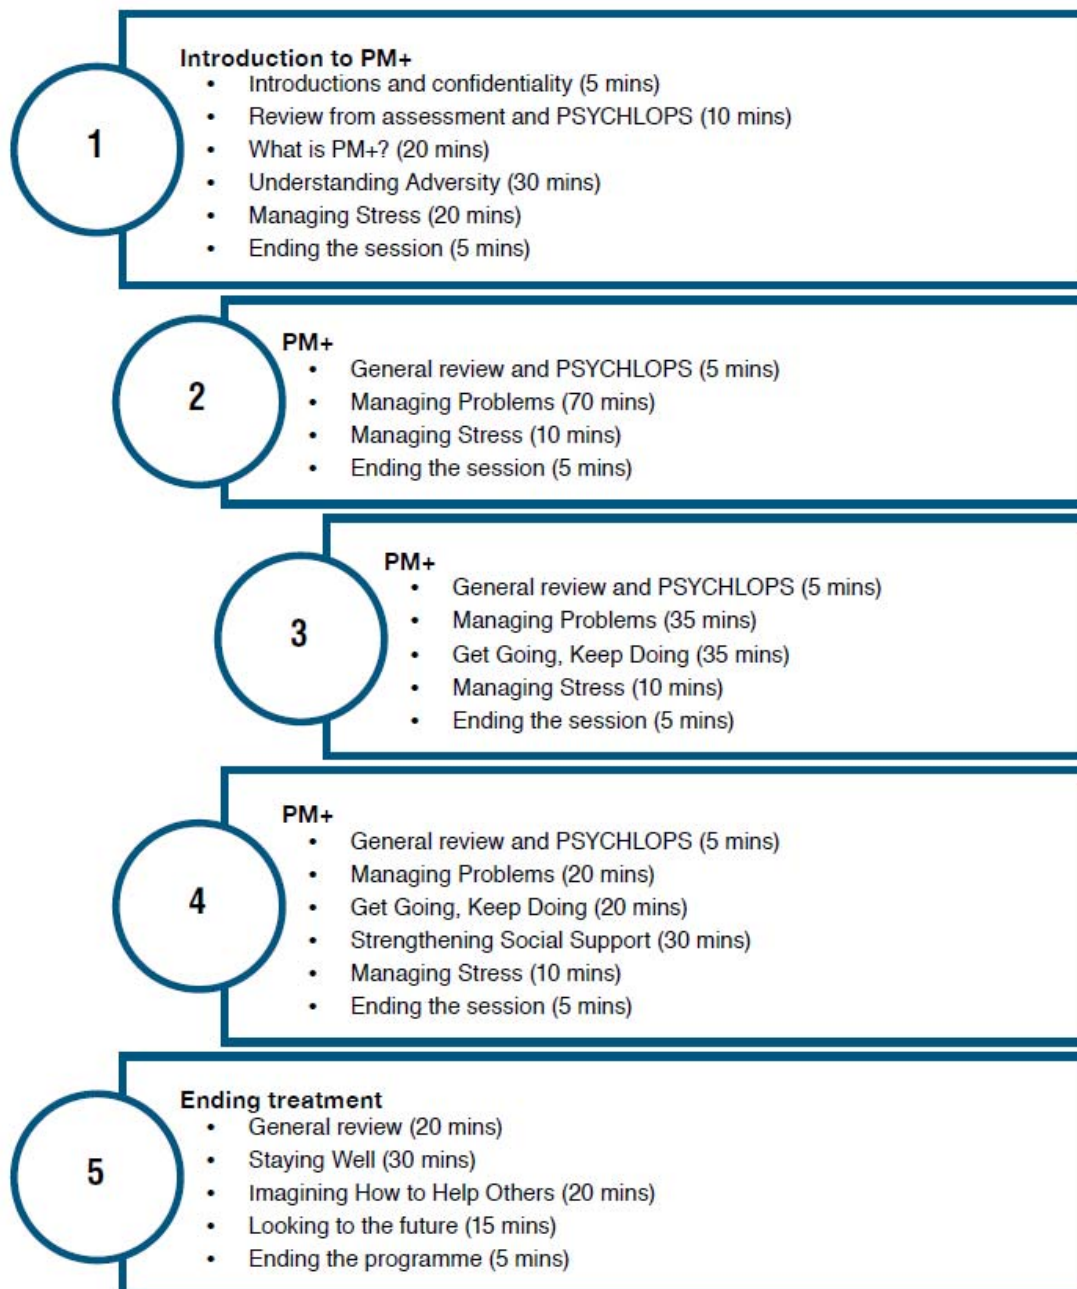 1
Introduction to PM+
• Introductions and confidentiality (5 mins)
• Review from assessment and PSYCHLOPS (10 mins)
• What is PM+? (20 mins)
• Understanding Adversity (30 mins)
• Managing Stress (20 mins)
• Ending the session (5 mins)
2
PM+
• General review and PSYCHLOPS (5 mins)
• Managing Problems (70 mins)
• Managing Stress (10 mins)
• Ending the session (5 mins)
3
PM+
• General review and PSYCHLOPS (5 mins)
• Managing Problems (35 mins)
• Get Going, Keep Doing (35 mins)
• Managing Stress (10 mins)
• Ending the session (5 mins)
4
PM+
• General review and PSYCHLOPS (5 mins)
• Managing Problems (20 mins)
• Get Going, Keep Doing (20 mins)
• Strengthening Social Support (30 mins)
• Managing Stress (10 mins)
• Ending the session (5 mins)
5
Ending treatment
• General review (20 mins)
• Staying Well (30 mins)
• Imagining How to Help Others (20 mins)
• Looking to the future (15 mins)
• Ending the programme (5 mins)